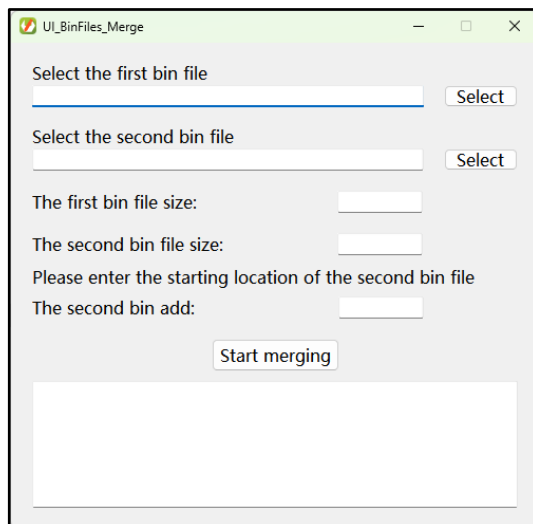 UI_BinFiles_Merge
Select the first bin file
Select
Select the second bin file
Select
The first bin file size:
The second bin file size:
Please enter the starting location of the second bin file
The second bin add:
Start merging